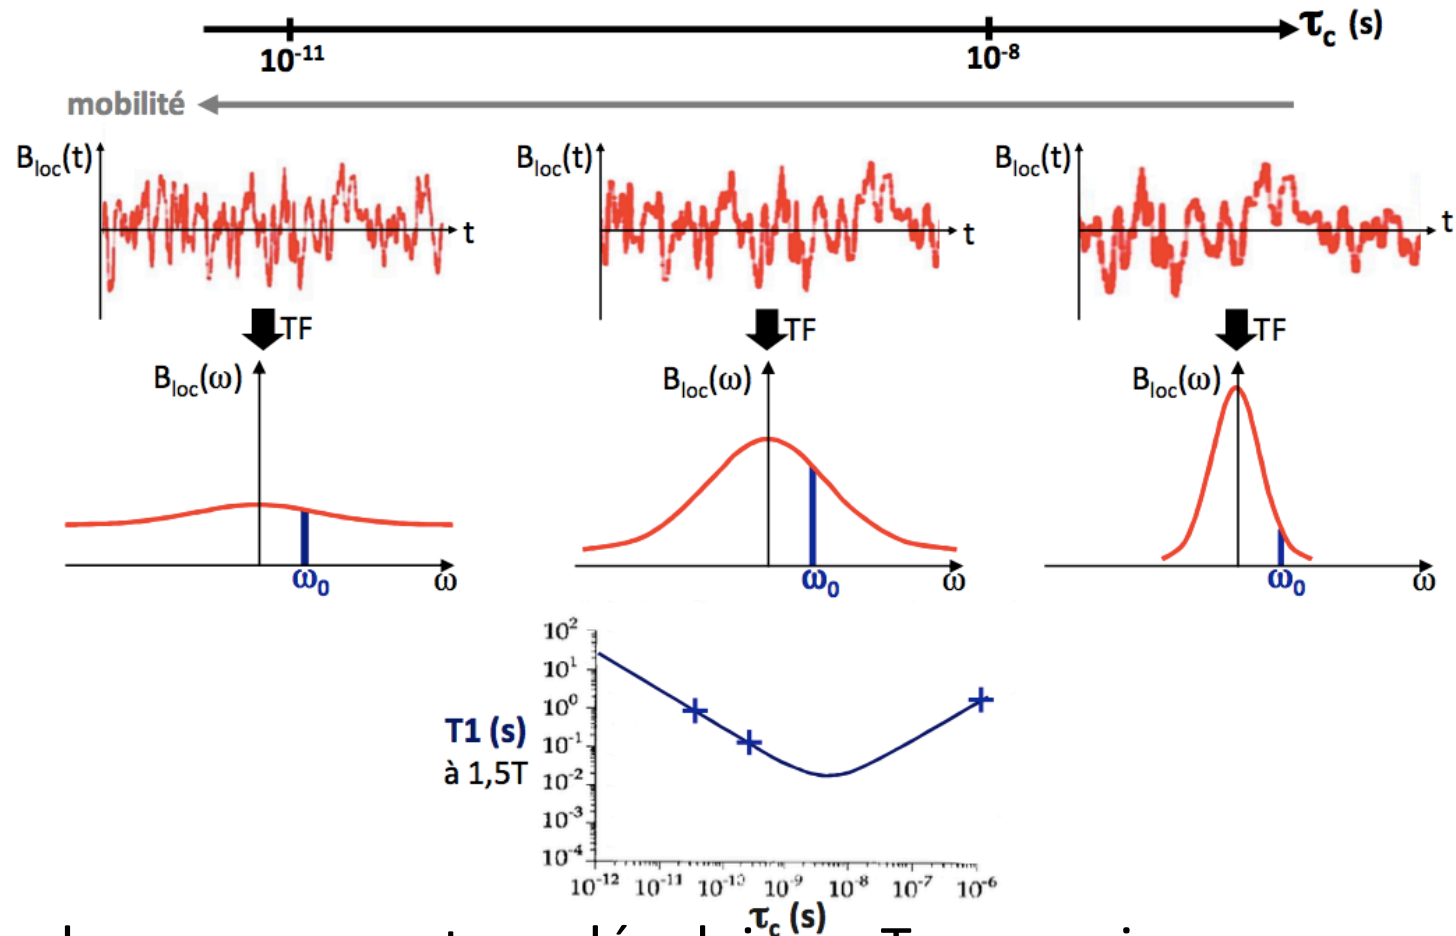 τc (s)
10-11
10-8
mobilité
Bloc(t)
t
Bloc(t)
t
Bloc(t)
t
TF
TF
TF
Bloc(ω)
Bloc(ω)
Bloc(ω)
ω0
ω
ω0
ω
ω0
ω
T1 (s)
à 1,5T
102
101
100
10-1
10-2
10-3
10-4
10-12 10-11 10-10 10-9 10-8 10-7 10-6
τc (s)